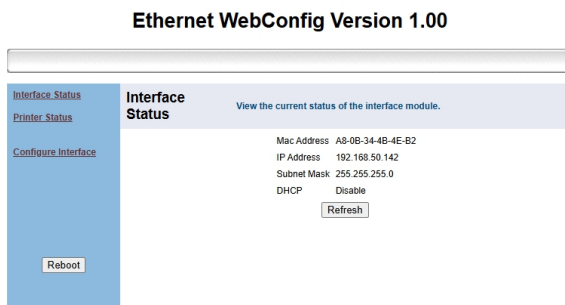 Ethernet WebConfig Version 1.00
Interface Status
Printer Status
Configure Interface
Reboot
Interface
Status
View the current status of the interface module.
Mac Address A8-0B-34-4B-4E-B2
IP Address 192.168.50.142
Subnet Mask 255.255.255.0
DHCP Disable
Refresh